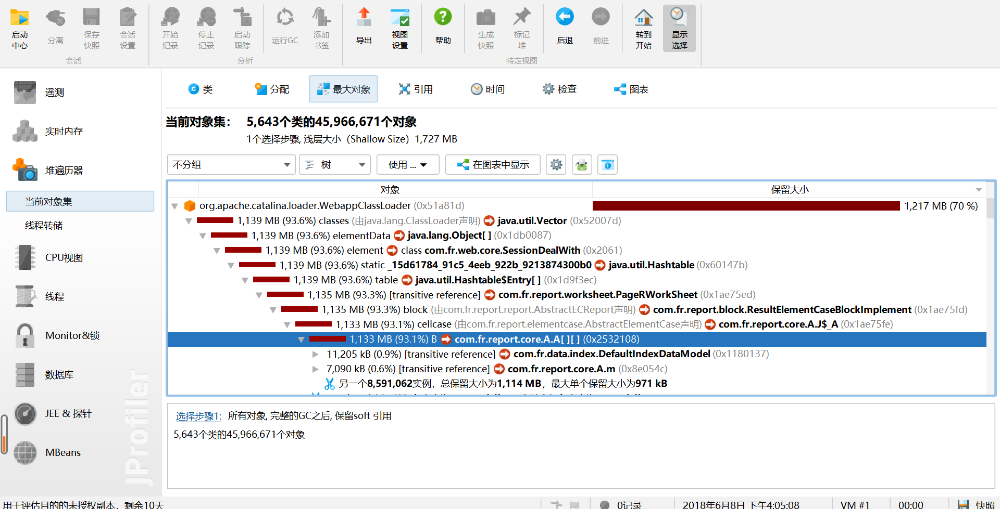 启动
中心
分离
保存
快照
会话
设置
会话
开始
记录
停止
记录
启动
跟踪
运行GC
添加
书签
分析
导出
视图
设置
帮助
生成
快照
标记
堆
后退
前进
特定视图
转到
开始
显示
选择
遥测
实时内存
堆遍历器
当前对象集
线程转储
CPU视图
线程
Monitor&锁
数据库
JEE & 探针
MBeans
JProfiler
类
分配
最大对象
引用
时间
检查
图表
当前对象集： 5,643个类的45,966,671个对象
1个选择步骤, 浅层大小（Shallow Size）1,727 MB
不分组
树
使用 ...
在图表中显示
对象 保留大小
org.apache.catalina.loader.WebappClassLoader (0x51a81d) 1,217 MB (70 %)
1,139 MB (93.6%) classes (由java.lang.ClassLoader声明) java.util.Vector (0x52007d)
1,139 MB (93.6%) elementData java.lang.Object[ ] (0x1db0087)
1,139 MB (93.6%) element class com.fr.web.core.SessionDealWith (0x2061)
1,139 MB (93.6%) static _15d61784_91c5_4eeb_922b_9213874300b0 java.util.Hashtable (0x60147b)
1,139 MB (93.6%) table java.util.Hashtable$Entry[ ] (0x1d9f3ec)
1,135 MB (93.3%) [transitive reference] com.fr.report.worksheet.PageRWorkSheet (0x1ae75ed)
1,135 MB (93.3%) block (由com.fr.report.report.AbstractECReport声明) com.fr.report.block.ResultElementCaseBlockImplement (0x1ae75fd)
1,133 MB (93.1%) cellcase (由com.fr.report.elementcase.AbstractElementCase声明) com.fr.report.core.A.J$_A (0x1ae75fe)
1,133 MB (93.1%) B com.fr.report.core.A.A[ ][ ] (0x2532108)
11,205 kB (0.9%) [transitive reference] com.fr.data.index.DefaultIndexDataModel (0x1180137)
7,090 kB (0.6%) [transitive reference] com.fr.report.core.A.m (0x8e054c)
另一个8,591,062实例，总保留大小为1,114 MB，最大单个保留大小为971 kB
选择步骤1: 所有对象, 完整的GC之后, 保留soft 引用
5,643个类的45,966,671个对象
用于评估目的的未授权副本，剩余10天
0记录
2018年6月8日 下午4:05:08
VM #1
00:00
快照